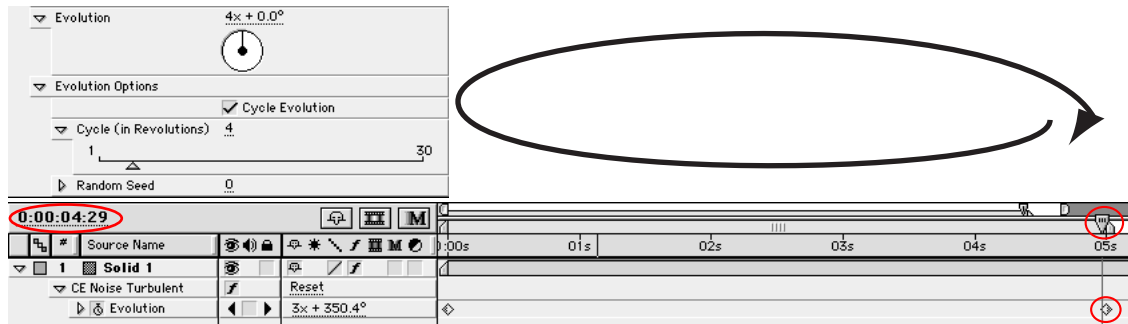 Evolution 4x + 0.0°
Evolution Options
Cycle Evolution
Cycle (in Revolutions) 4
1 30
Random Seed 0
0:00:04:29 M
# Source Name M
):00s 01s 02s 03s 04s 05s
1 Solid 1
CE Noise Turbulent f Reset
Evolution 3x + 350.4°